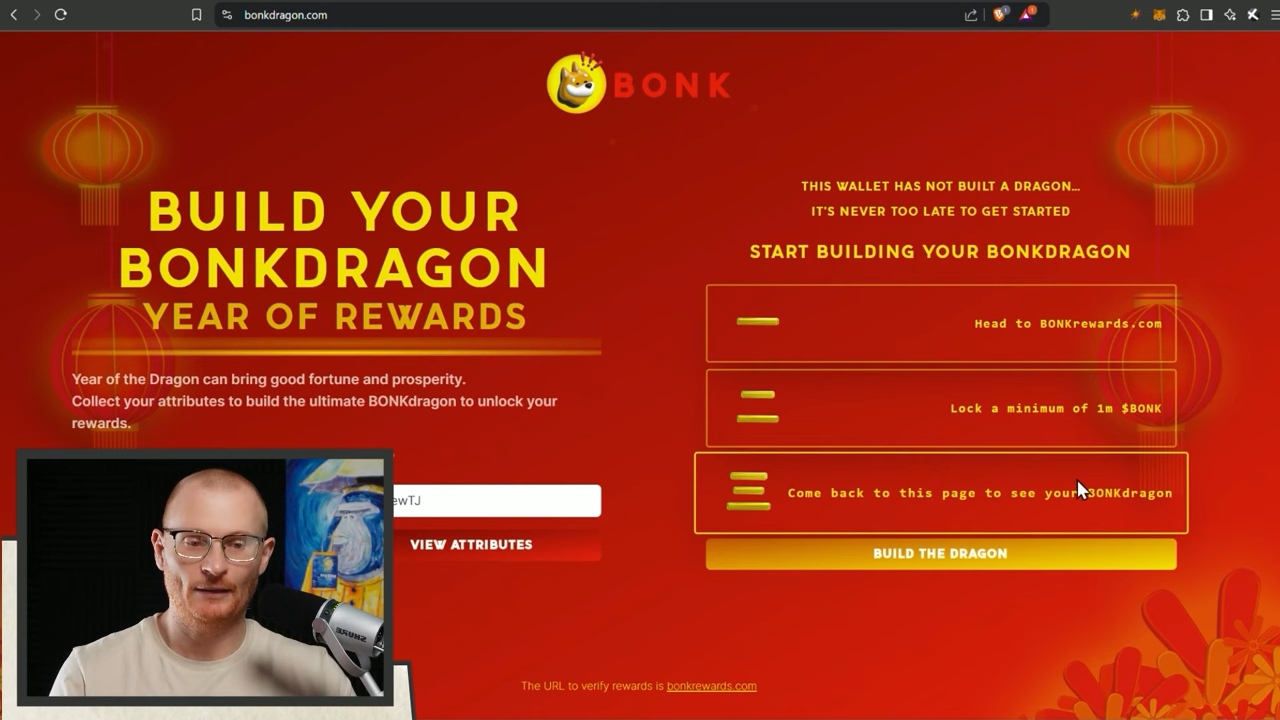 bonkdragon.com
BONK
BUILD YOUR
BONKDRAGON
YEAR OF REWARDS
Year of the Dragon can bring good fortune and prosperity.
Collect your attributes to build the ultimate BONKdragon to unlock your
rewards.
ewTJ
VIEW ATTRIBUTES
THIS WALLET HAS NOT BUILT A DRAGON...
IT'S NEVER TOO LATE TO GET STARTED
START BUILDING YOUR BONKDRAGON
Head to BONKrewards.com
Lock a minimum of 1m $BONK
Come back to this page to see your BONKdragon
BUILD THE DRAGON
The URL to verify rewards is bonkrewards.com
SHURE